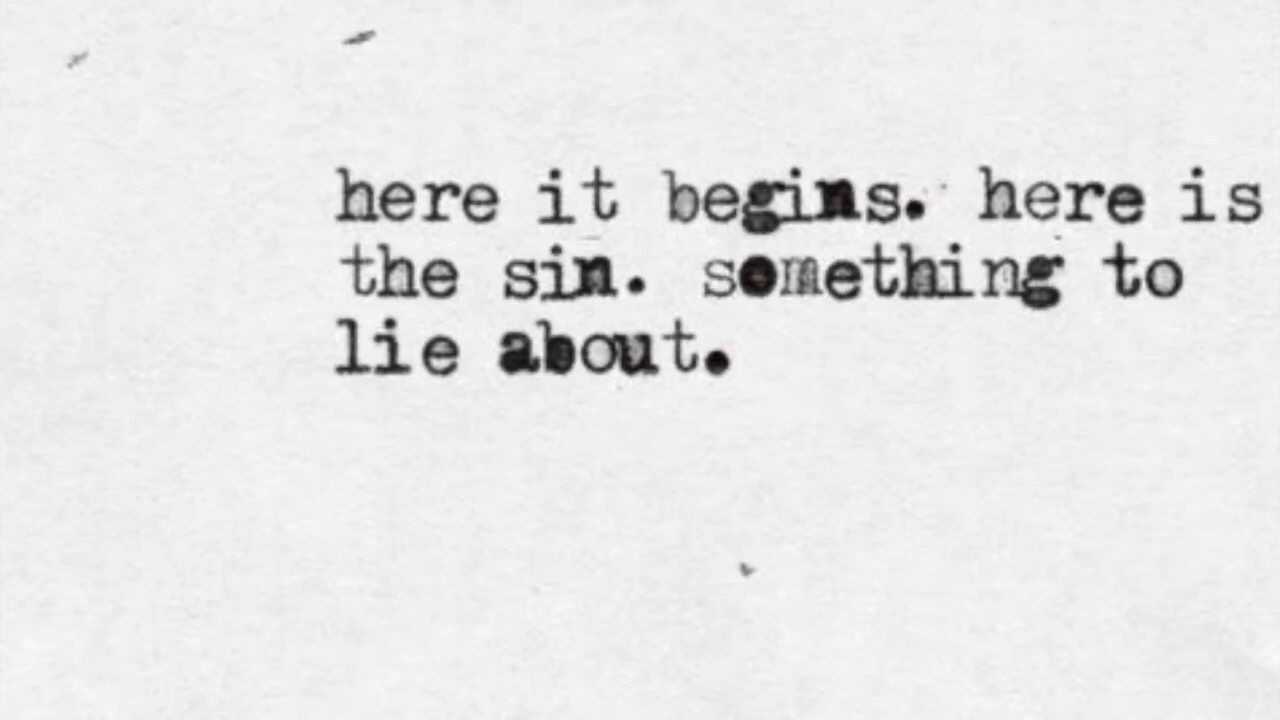 here it begins. here is
the sin. something to
lie about.